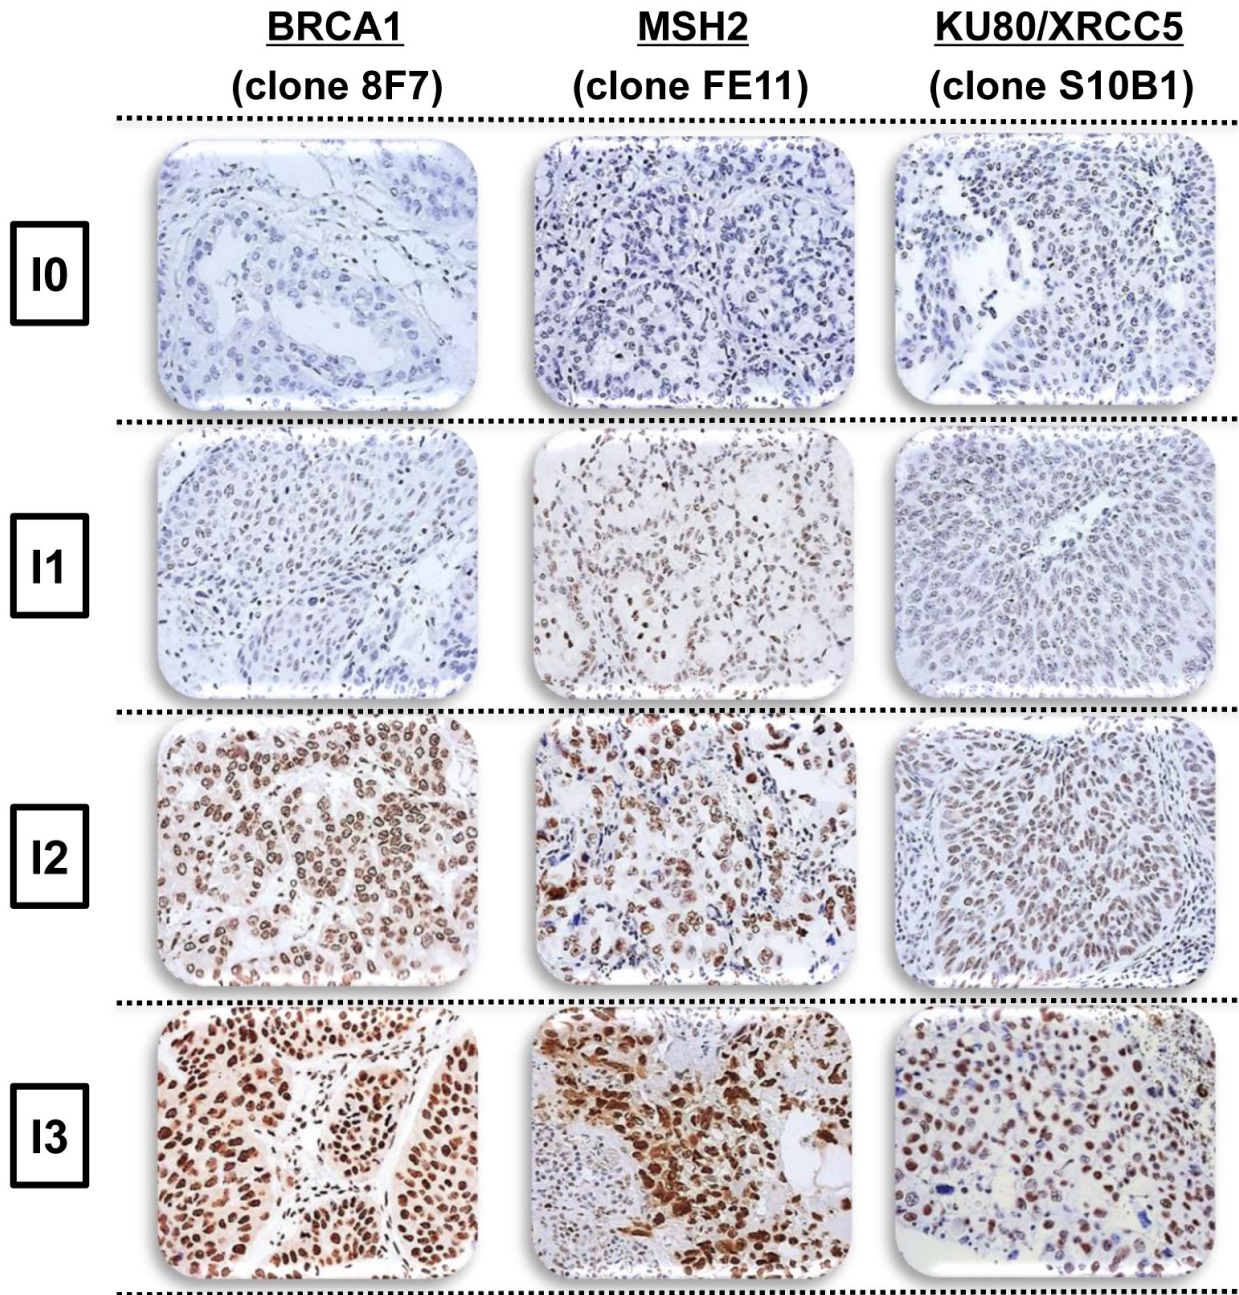 BRCA1 MSH2 KU80/XRCC5
(clone 8F7) (clone FE11) (clone S10B1)
I0
I1
I2
I3